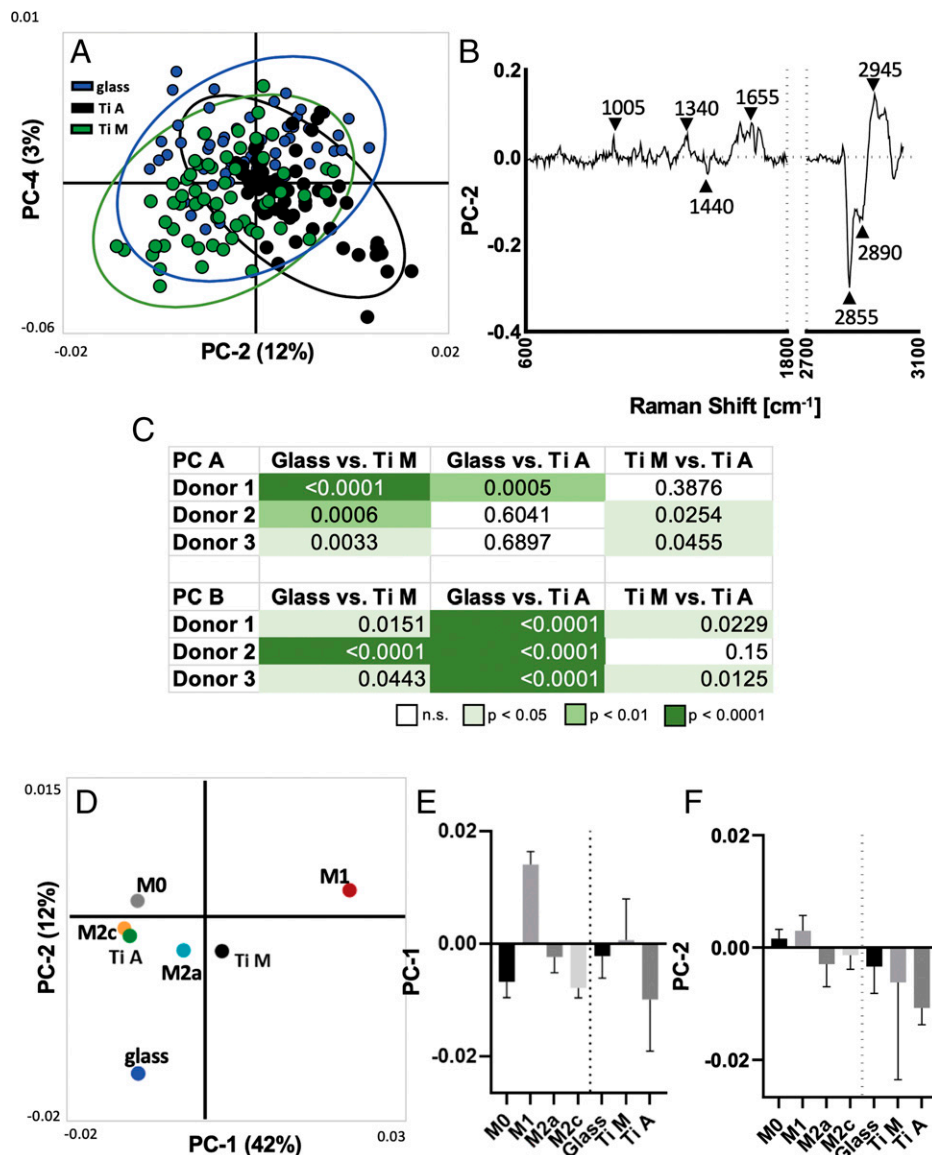 0.01
A
glass
Ti A
Ti M
PC-4 (3%)
-0.06
-0.02
PC-2 (12%)
0.02
B
0.2
0.0
-0.2
-0.4
PC-2
1005
1340
1655
2945
1440
2890
2855
600
1800
2700
3100
Raman Shift [cm⁻¹]
C
PC A Glass vs. Ti M Glass vs. Ti A Ti M vs. Ti A
Donor 1 <0.0001 0.0005 0.3876
Donor 2 0.0006 0.6041 0.0254
Donor 3 0.0033 0.6897 0.0455
PC B Glass vs. Ti M Glass vs. Ti A Ti M vs. Ti A
Donor 1 0.0151 <0.0001 0.0229
Donor 2 <0.0001 <0.0001 0.15
Donor 3 0.0443 <0.0001 0.0125
n.s. p < 0.05 p < 0.01 p < 0.0001
D
0.015
PC-2 (12%)
M0
M1
M2c
Ti A
M2a
Ti M
glass
-0.02
-0.02
PC-1 (42%)
0.03
E
0.02
0.00
-0.02
PC-1
M0
M1
M2a
M2c
Glass
Ti M
Ti A
F
0.02
0.00
-0.02
PC-2
M0
M1
M2a
M2c
Glass
Ti M
Ti A